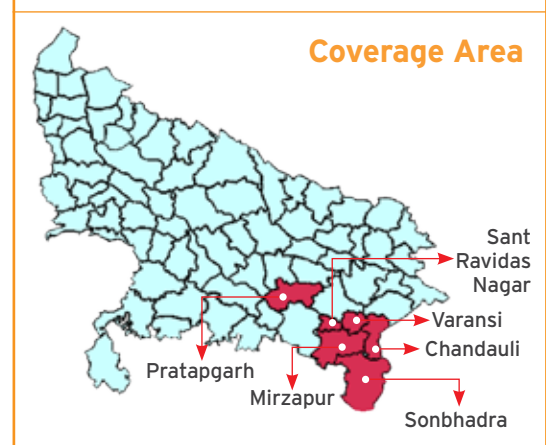 Coverage Area
Sant
Ravidas
Nagar
Varansi
Chandauli
Pratapgarh
Mirzapur
Sonbhadra